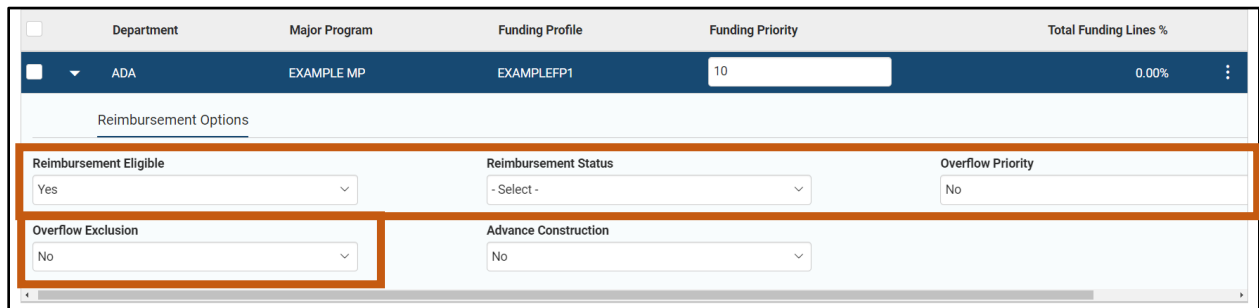 Department Major Program Funding Profile Funding Priority Total Funding Lines %
ADA EXAMPLE MP EXAMPLEFP1 10 0.00%
Reimbursement Options
Reimbursement Eligible Reimbursement Status Overflow Priority
Yes - Select - No
Overflow Exclusion Advance Construction
No No